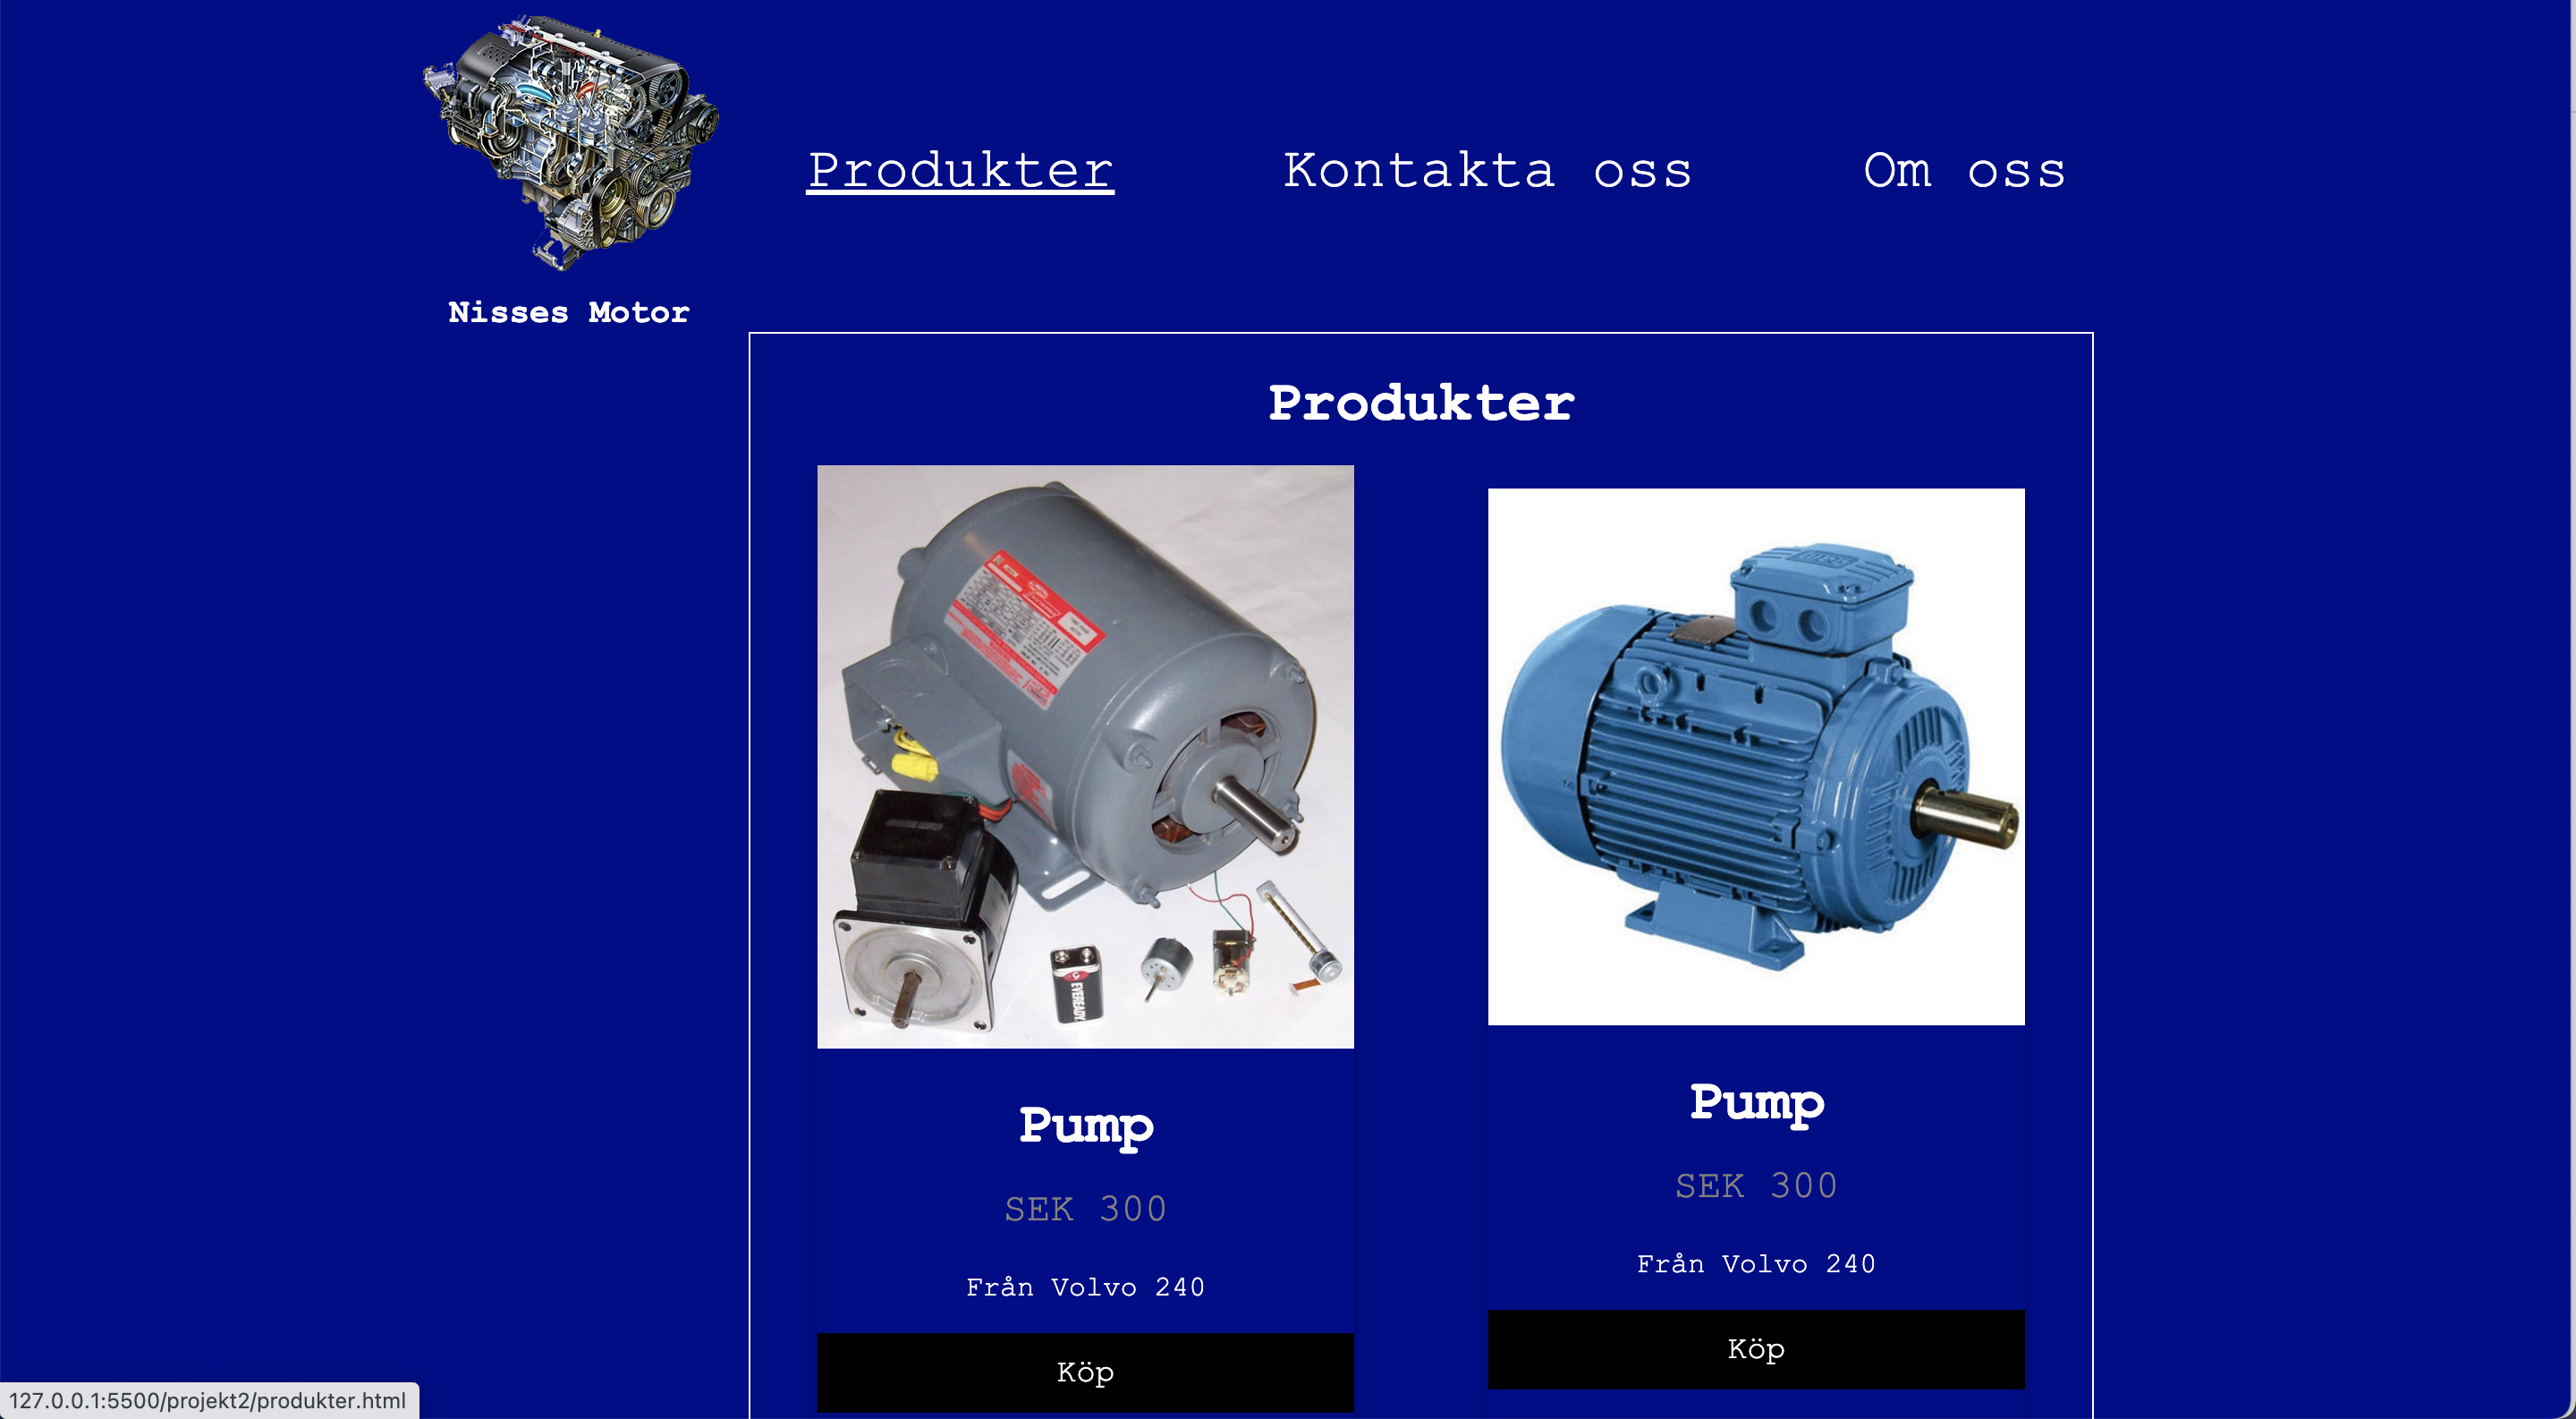 Produkter
Kontakta oss
Om oss
Nisses Motor
Produkter
EVEREADY
Pump
SEK 300
Från Volvo 240
Köp
Pump
SEK 300
Från Volvo 240
Köp
127.0.0.1:5500/projekt2/produkter.html